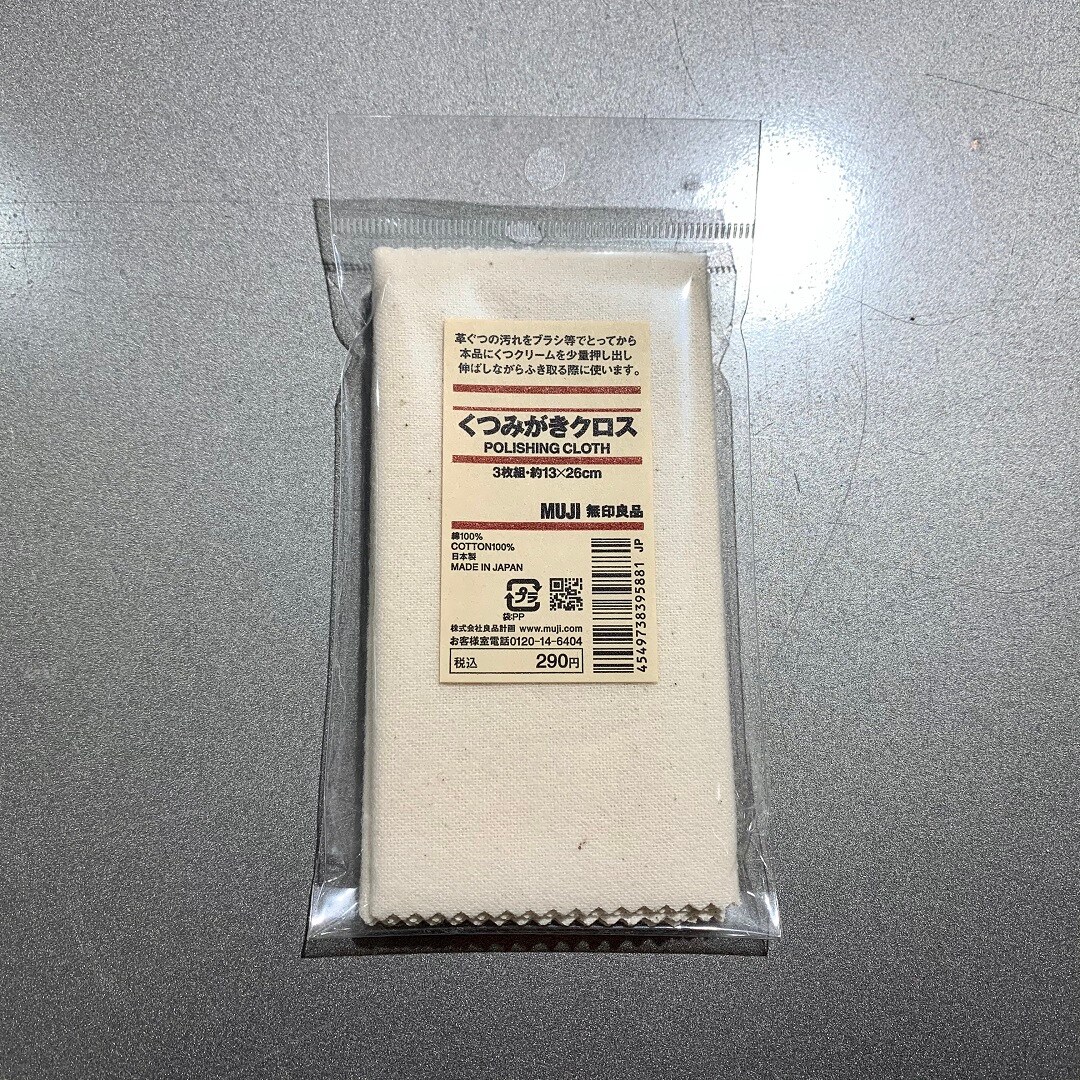 革ぐつの汚れをブラシ等でとってから
本品にくつクリームを少量押し出し
伸ばしながらふき取る際に使います。
くつみがきクロス
POLISHING CLOTH
3枚組・約13×26cm
MUJI 無印良品
綿100%
COTTON100%
日本製
MADE IN JAPAN
プラ
袋:PP
株式会社良品計画 www.muji.com
お客様室電話0120-14-6404
税込 290円
4549738395881 JP